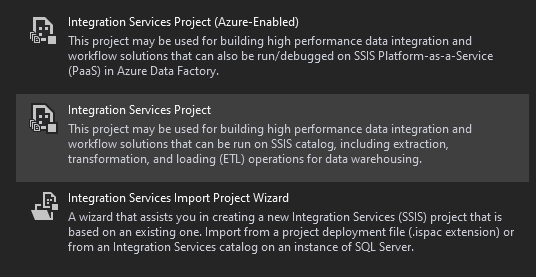 Integration Services Project (Azure-Enabled)
This project may be used for building high performance data integration and
workflow solutions that can also be run/debugged on SSIS Platform-as-a-Service
(PaaS) in Azure Data Factory.
Integration Services Project
This project may be used for building high performance data integration and
workflow solutions that can be run on SSIS catalog, including extraction,
transformation, and loading (ETL) operations for data warehousing.
Integration Services Import Project Wizard
A wizard that assists you in creating a new Integration Services (SSIS) project that is
based on an existing one. Import from a project deployment file (.ispac extension) or
from an Integration Services catalog on an instance of SQL Server.